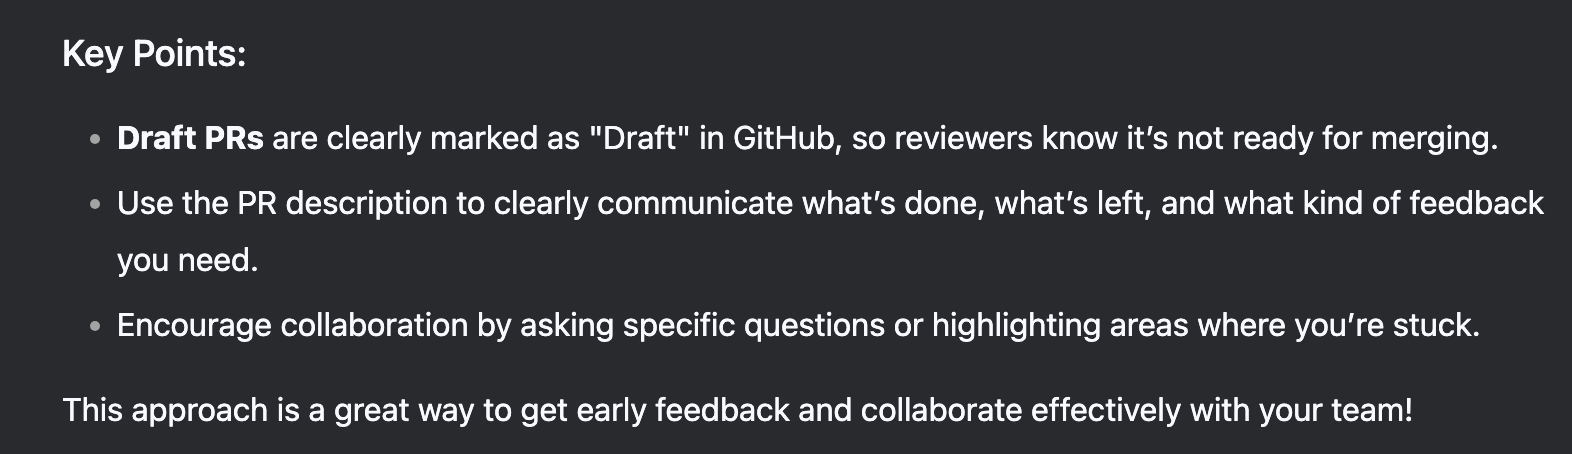 Key Points:
Draft PRs are clearly marked as "Draft" in GitHub, so reviewers know it’s not ready for merging.
Use the PR description to clearly communicate what’s done, what’s left, and what kind of feedback
you need.
Encourage collaboration by asking specific questions or highlighting areas where you’re stuck.
This approach is a great way to get early feedback and collaborate effectively with your team!